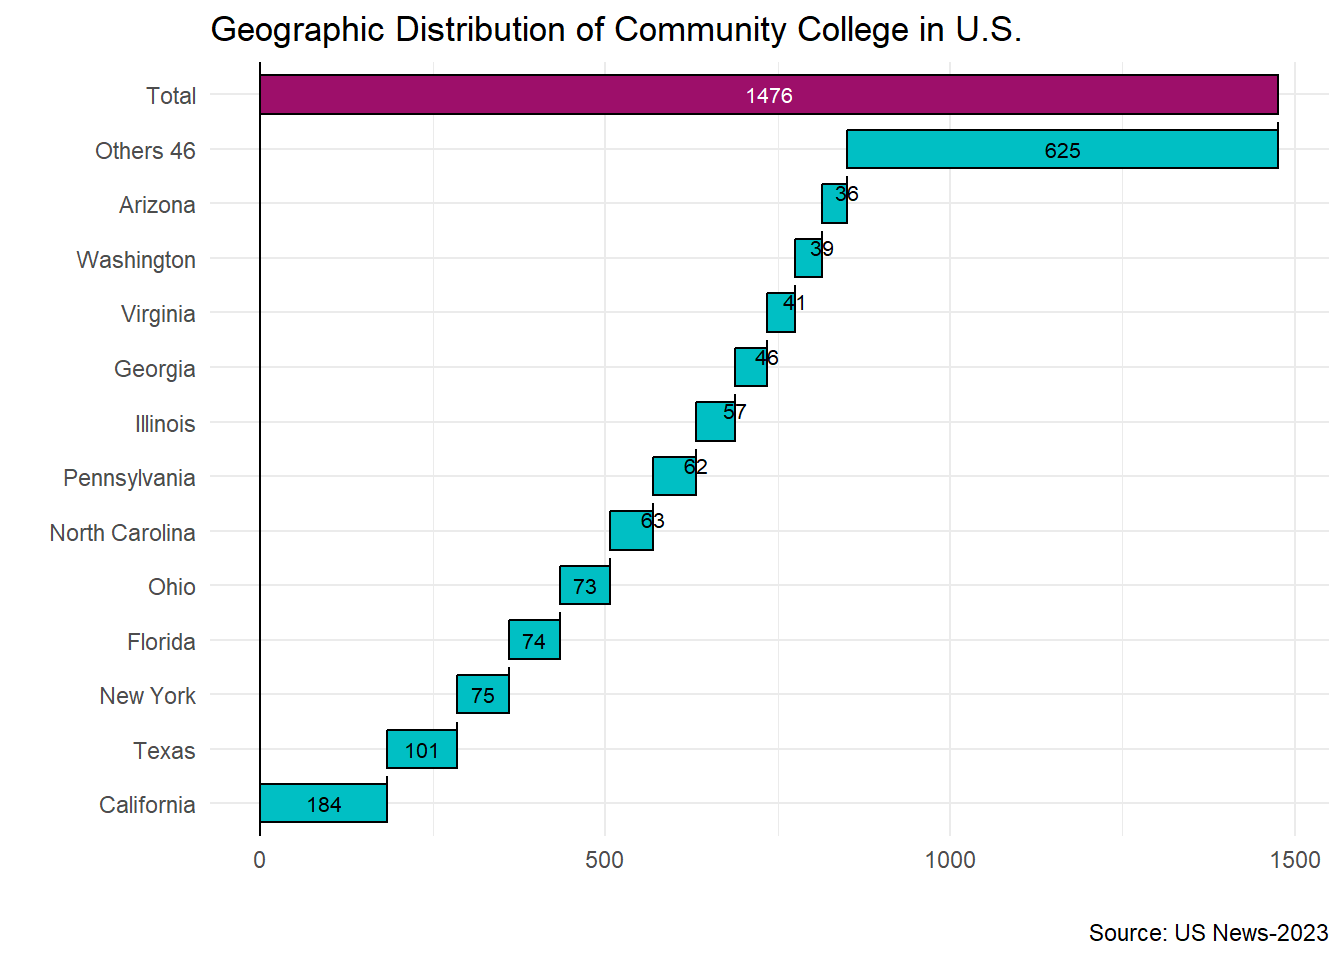 Geographic Distribution of Community College in U.S.
Total
1476
Others 46
625
Arizona
36
Washington
39
Virginia
41
Georgia
46
Illinois
57
Pennsylvania
62
North Carolina
63
Ohio
73
Florida
74
New York
75
Texas
101
California
184
0
500
1000
1500
Source: US News-2023